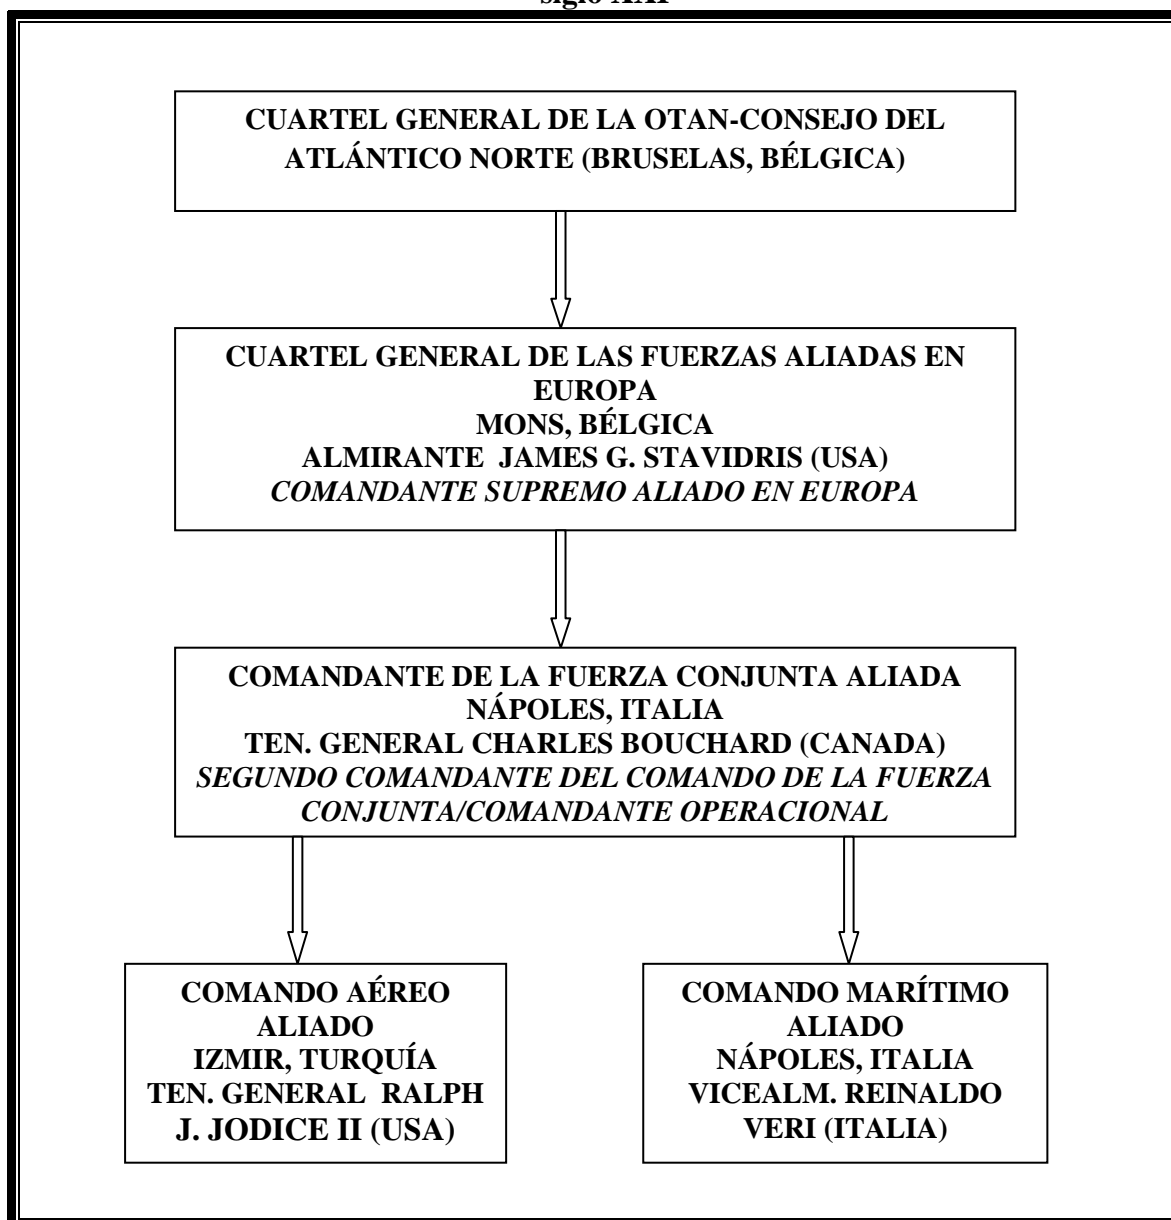 siglo XXI
CUARTEL GENERAL DE LA OTAN-CONSEJO DEL
ATLÁNTICO NORTE (BRUSELAS, BÉLGICA)
CUARTEL GENERAL DE LAS FUERZAS ALIADAS EN
EUROPA
MONS, BÉLGICA
ALMIRANTE JAMES G. STAVIDRIS (USA)
COMANDANTE SUPREMO ALIADO EN EUROPA
COMANDANTE DE LA FUERZA CONJUNTA ALIADA
NÁPOLES, ITALIA
TEN. GENERAL CHARLES BOUCHARD (CANADA)
SEGUNDO COMANDANTE DEL COMANDO DE LA FUERZA
CONJUNTA/COMANDANTE OPERACIONAL
COMANDO AÉREO
ALIADO
IZMIR, TURQUÍA
TEN. GENERAL RALPH
J. JODICE II (USA)
COMANDO MARÍTIMO
ALIADO
NÁPOLES, ITALIA
VICEALM. REINALDO
VERI (ITALIA)